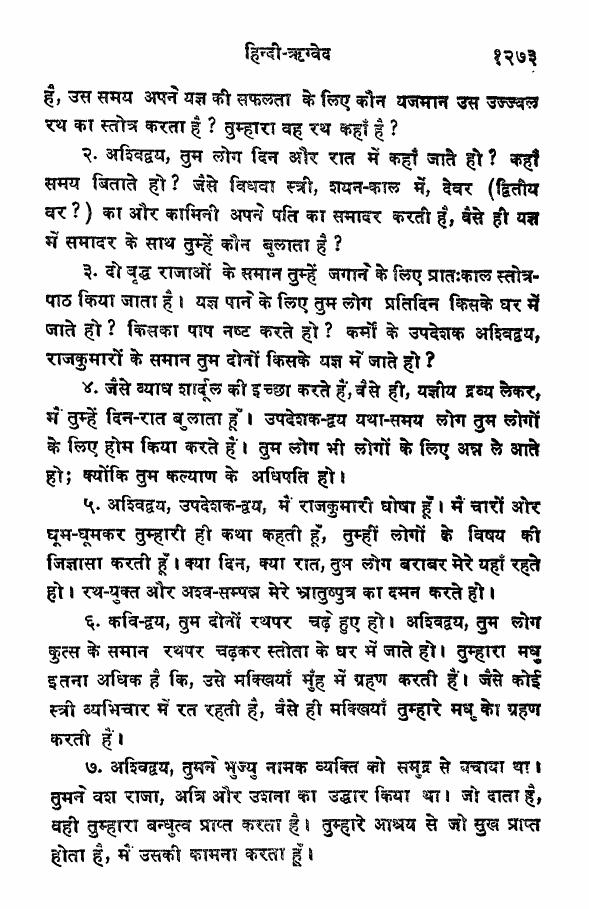 हिन्दी-ऋग्वेद १२७३
है, उस समय अपने यज्ञ की सफलता के लिए कौन यजमान उस उज्ज्वल
रथ का स्तोत्र करता है ? तुम्हारा वह रथ कहाँ है ?
२. अश्विद्वय, तुम लोग दिन और रात में कहाँ जाते हो ? कहाँ
समय बिताते हो ? जैसे विधवा स्त्री, शयन-काल में, देवर (द्वितीय
वर ?) का और कामिनी अपने पति का समादर करती है, वैसे ही यज्ञ
में समादर के साथ तुम्हें कौन बुलाता है ?
३. दो वृद्ध राजाओं के समान तुम्हें जगाने के लिए प्रातःकाल स्तोत्र-
पाठ किया जाता है। यज्ञ पाने के लिए तुम लोग प्रतिदिन किसके घर में
जाते हो ? किसका पाप नष्ट करते हो ? कर्मों के उपदेशक अश्विद्वय,
राजकुमारों के समान तुम दोनों किसके यज्ञ में जाते हो ?
४. जैसे व्याध शार्दूल की इच्छा करते हैं, वैसे ही, यज्ञीय द्रव्य लेकर,
मैं तुम्हें दिन-रात बुलाता हूँ। उपदेशक-द्वय यथा-समय लोग तुम लोगों
के लिए होम किया करते हैं। तुम लोग भी लोगों के लिए अन्न ले आते
हो; क्योंकि तुम कल्याण के अधिपति हो।
५. अश्विद्वय, उपदेशक-द्वय, मैं राजकुमारी घोषा हूँ। मैं चारों ओर
घूम-घूमकर तुम्हारी ही कथा कहती हूँ, तुम्हीं लोगों के विषय की
जिज्ञासा करती हूँ। क्या दिन, क्या रात, तुम लोग बराबर मेरे यहाँ रहते
हो। रथ-युक्त और अश्व-सम्पन्न मेरे भ्रातुष्पुत्र का दमन करते हो।
६. कवि-द्वय, तुम दोनों रथपर चढ़े हुए हो। अश्विद्वय, तुम लोग
कुत्स के समान रथपर चढ़कर स्तोता के घर में जाते हो। तुम्हारा मधु
इतना अधिक है कि, उसे मक्खियाँ मुँह में ग्रहण करती हैं। जैसे कोई
स्त्री व्यभिचार में रत रहती है, वैसे ही मक्खियाँ तुम्हारे मधु को ग्रहण
करती हैं।
७. अश्विद्वय, तुमने भुज्यु नामक व्यक्ति को समुद्र से बचाया था।
तुमने वश राजा, अत्रि और उशना का उद्धार किया था। जो दाता है,
वही तुम्हारा बन्धुत्व प्राप्त करता है। तुम्हारे आश्रय से जो सुख प्राप्त
होता है, मैं उसकी कामना करता हूँ।